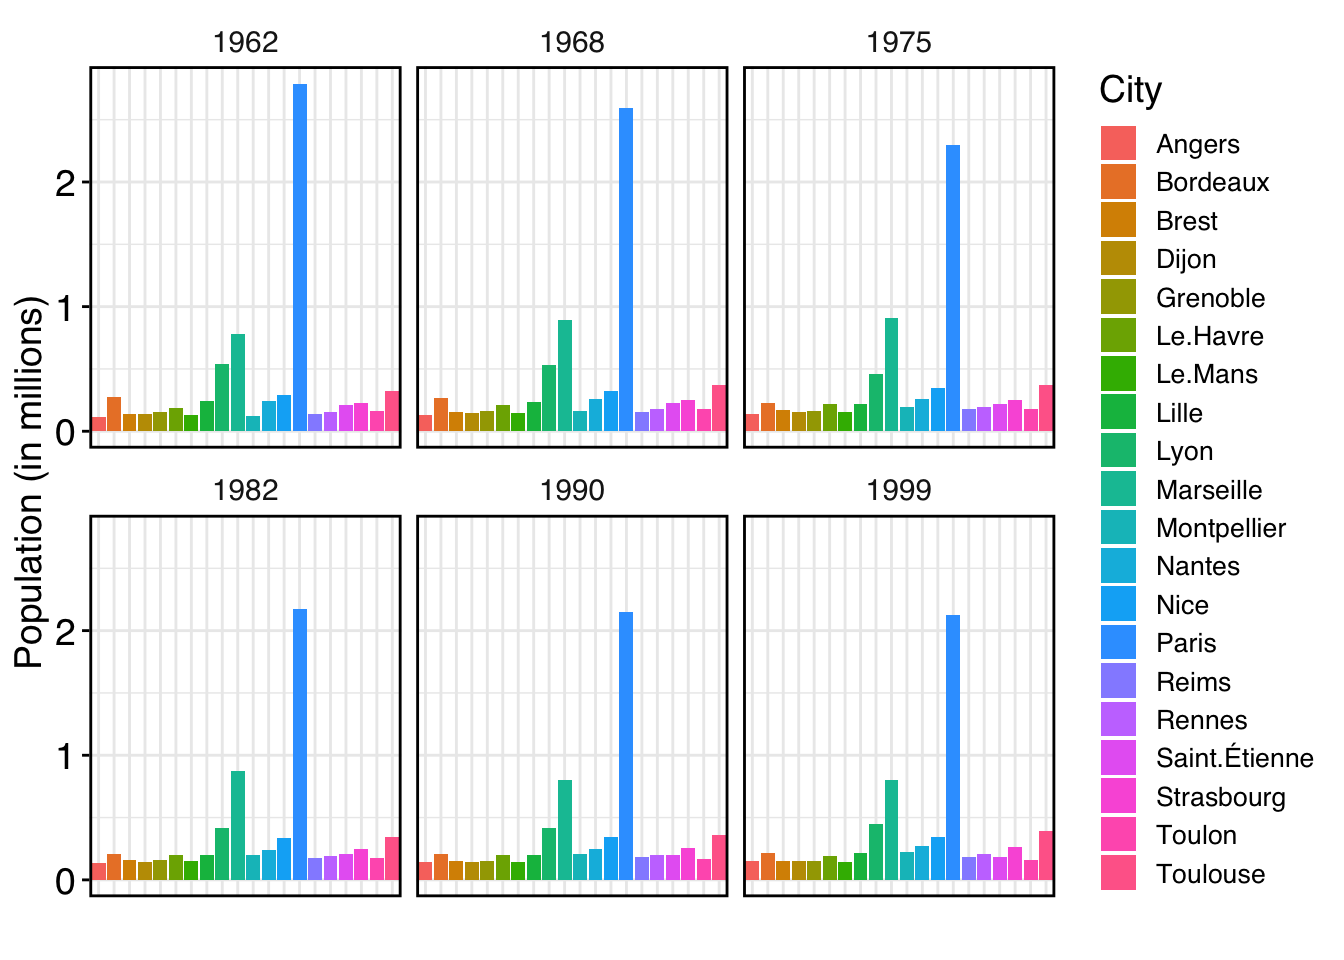 1962
1968
1975
2
1
0
1982
1990
1999
2
1
0
Population (in millions)
City
Angers
Bordeaux
Brest
Dijon
Grenoble
Le.Havre
Le.Mans
Lille
Lyon
Marseille
Montpellier
Nantes
Nice
Paris
Reims
Rennes
Saint.Étienne
Strasbourg
Toulon
Toulouse